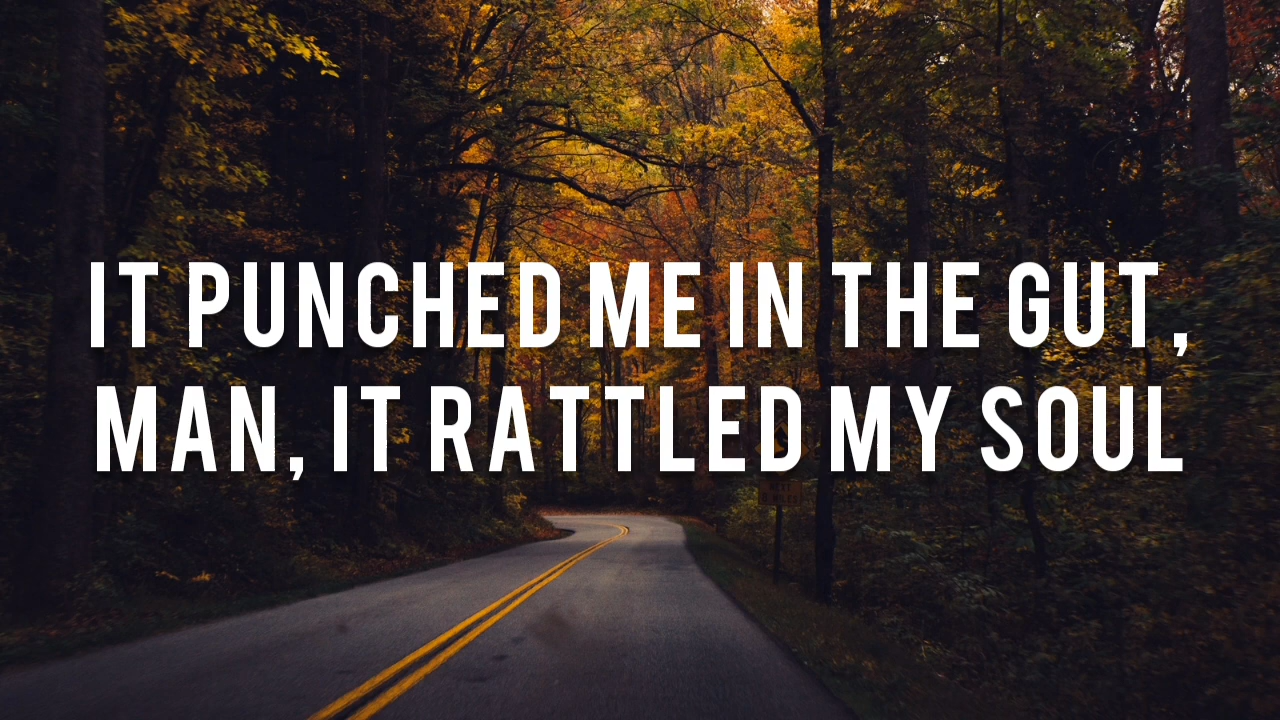 IT PUNCHED ME IN THE GUT,
MAN, IT RATTLED MY SOUL